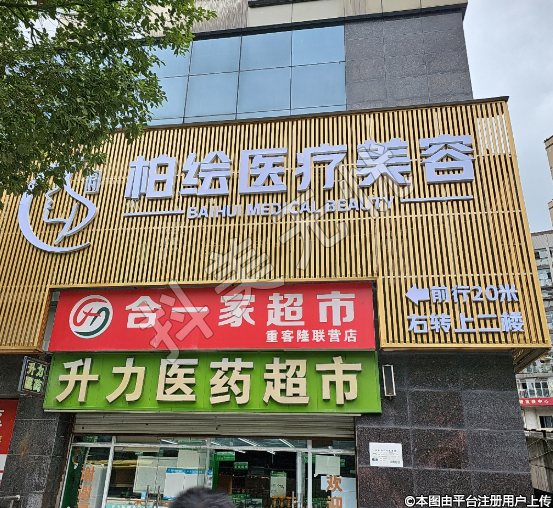 柏绘医疗美容
BAIHUI MEDICAL BEAUTY
前行20米
右转上二楼
合一家超市
重客隆联营店
升力医药超市
升力
©本图由平台注册用户上传